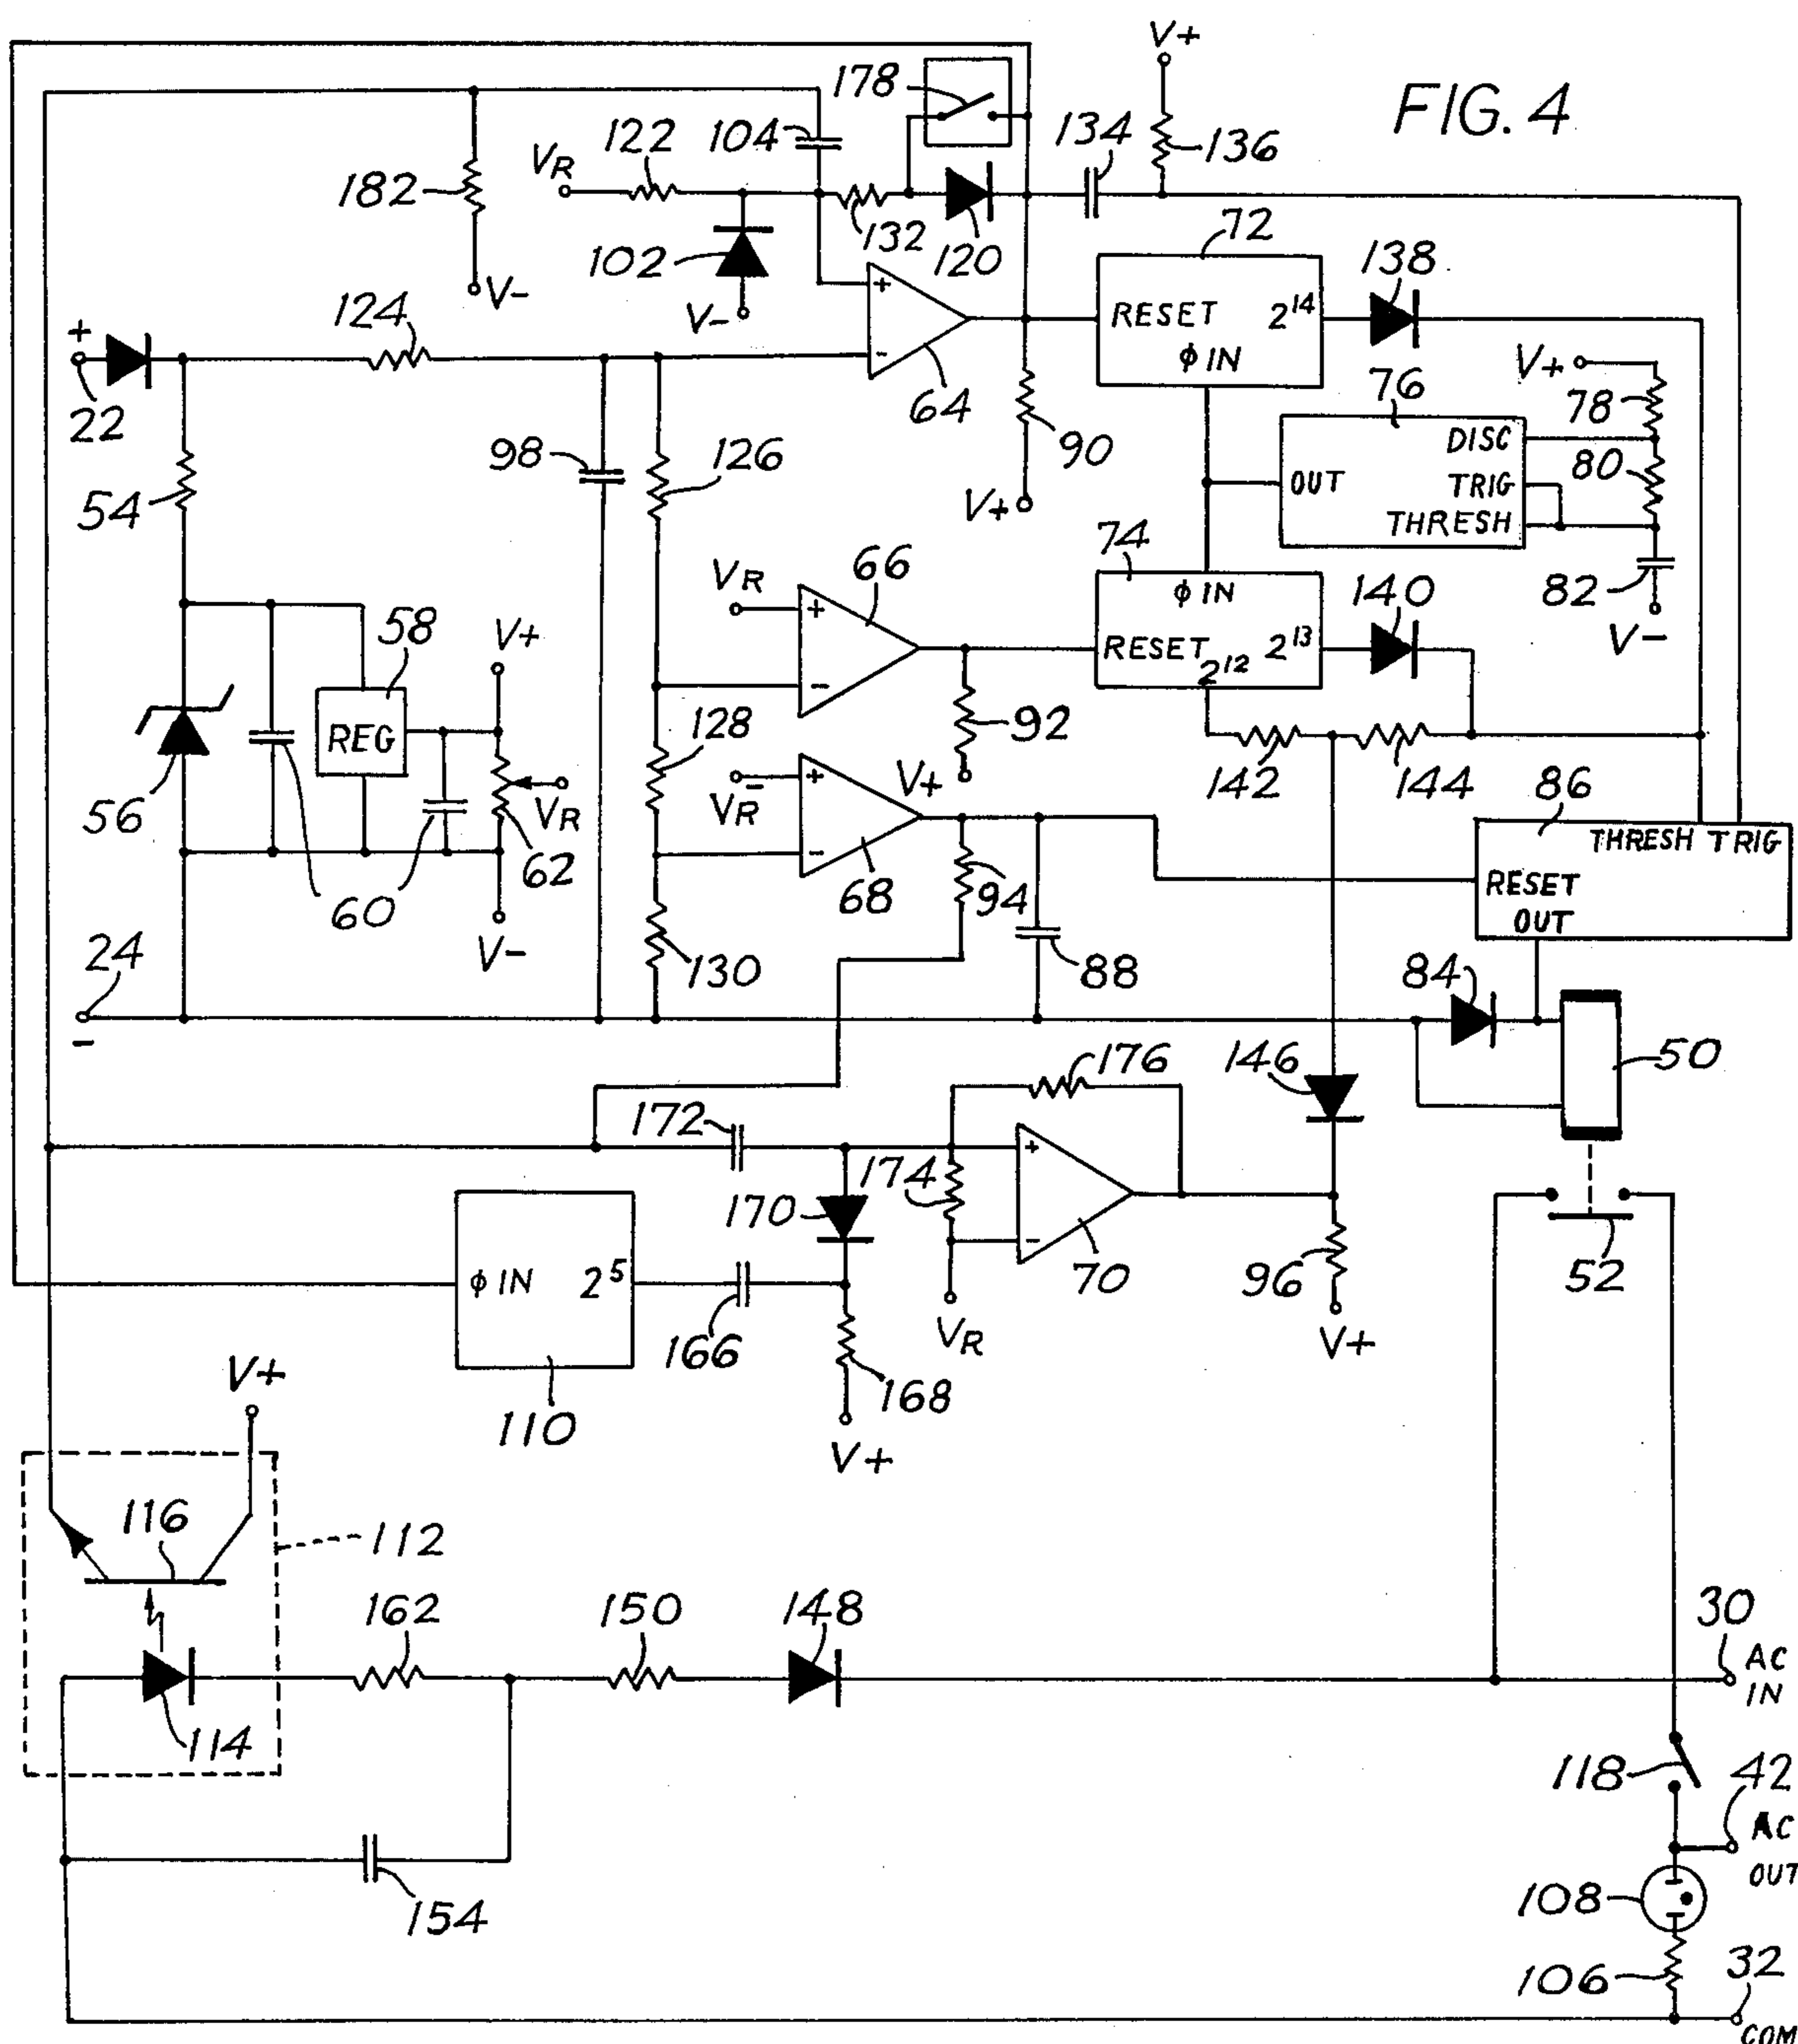 V+
FIG. 4
178
122
104
134
136
VR
182
132
120
72
102
138
V-
V-
124
RESET 2^14
φ IN
+
64
V+
76
78
22
98
126
90
DISC
80
OUT
TRIG
THRESH
54
V+
74
82
V-
VR
66
φ IN
140
58
V+
RESET 2^13
2^12
REG
128
92
142
144
56
VR
VR
V+
86
62
THRESH TRIG
60
68
94
RESET
OUT
24
V-
130
88
84
-
50
146
176
172
174
170
70
96
52
φ IN 2^5
166
VR
V+
168
110
V+
V+
116
112
162
150
148
30
AC
IN
114
118
42
AC
OUT
154
108
106
32
COM